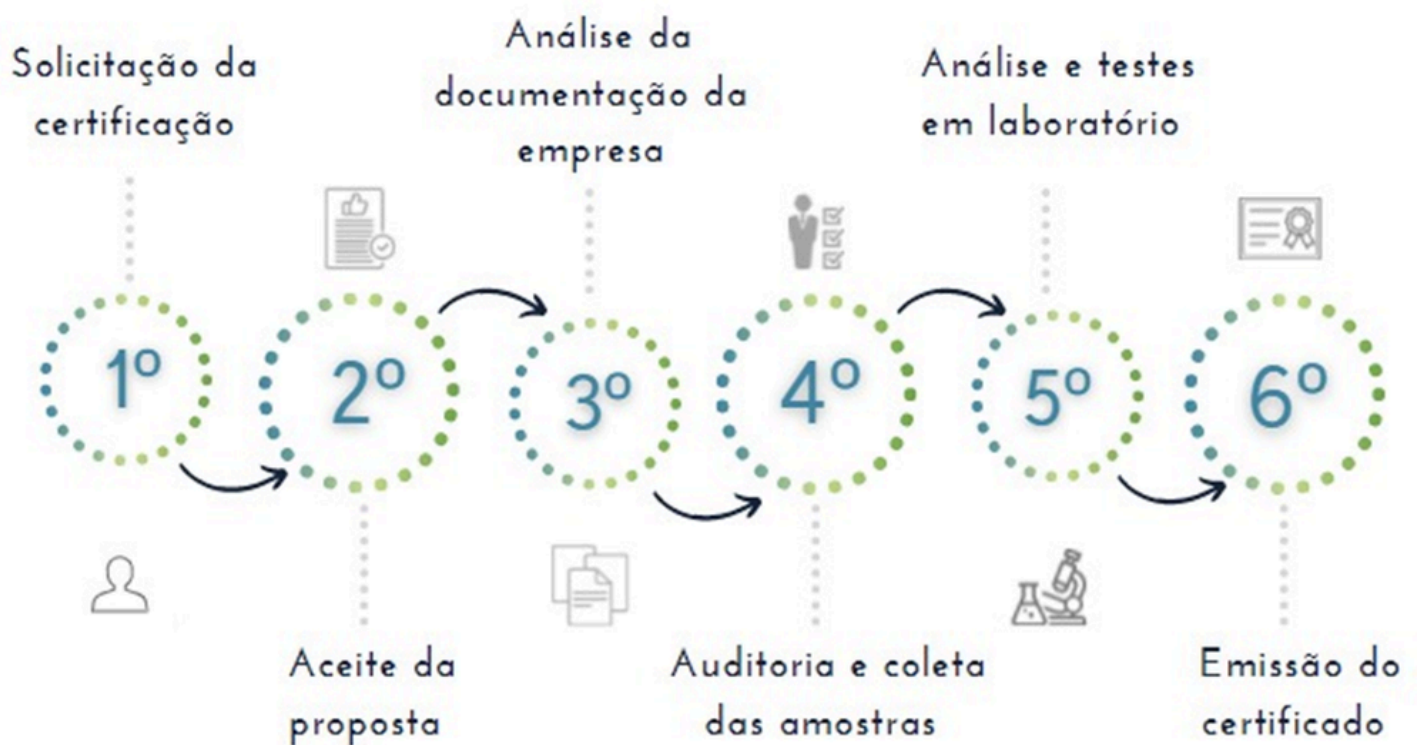 Solicitação da
certificação
1º
Aceite da
proposta
2º
Análise da
documentação da
empresa
3º
Auditoria e coleta
das amostras
4º
Análise e testes
em laboratório
5º
Emissão do
certificado
6º